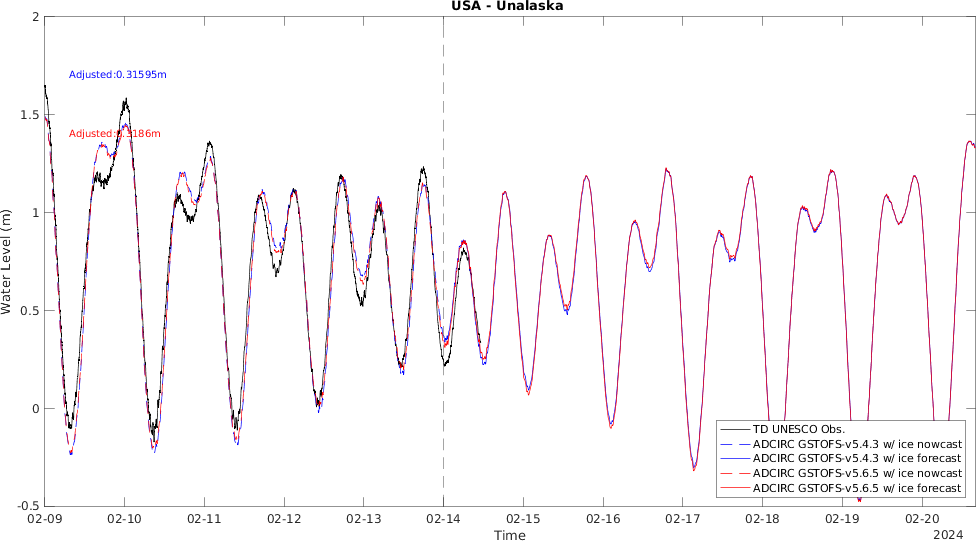 USA - Unalaska
2
1.5
1
0.5
0
-0.5
Water Level (m)
Adjusted:0.31595m
Adjusted:0.3186m
TD UNESCO Obs.
ADCIRC GSTOFS-v5.4.3 w/ ice nowcast
ADCIRC GSTOFS-v5.4.3 w/ ice forecast
ADCIRC GSTOFS-v5.6.5 w/ ice nowcast
ADCIRC GSTOFS-v5.6.5 w/ ice forecast
02-09 02-10 02-11 02-12 02-13 02-14 02-15 02-16 02-17 02-18 02-19 02-20
Time
2024